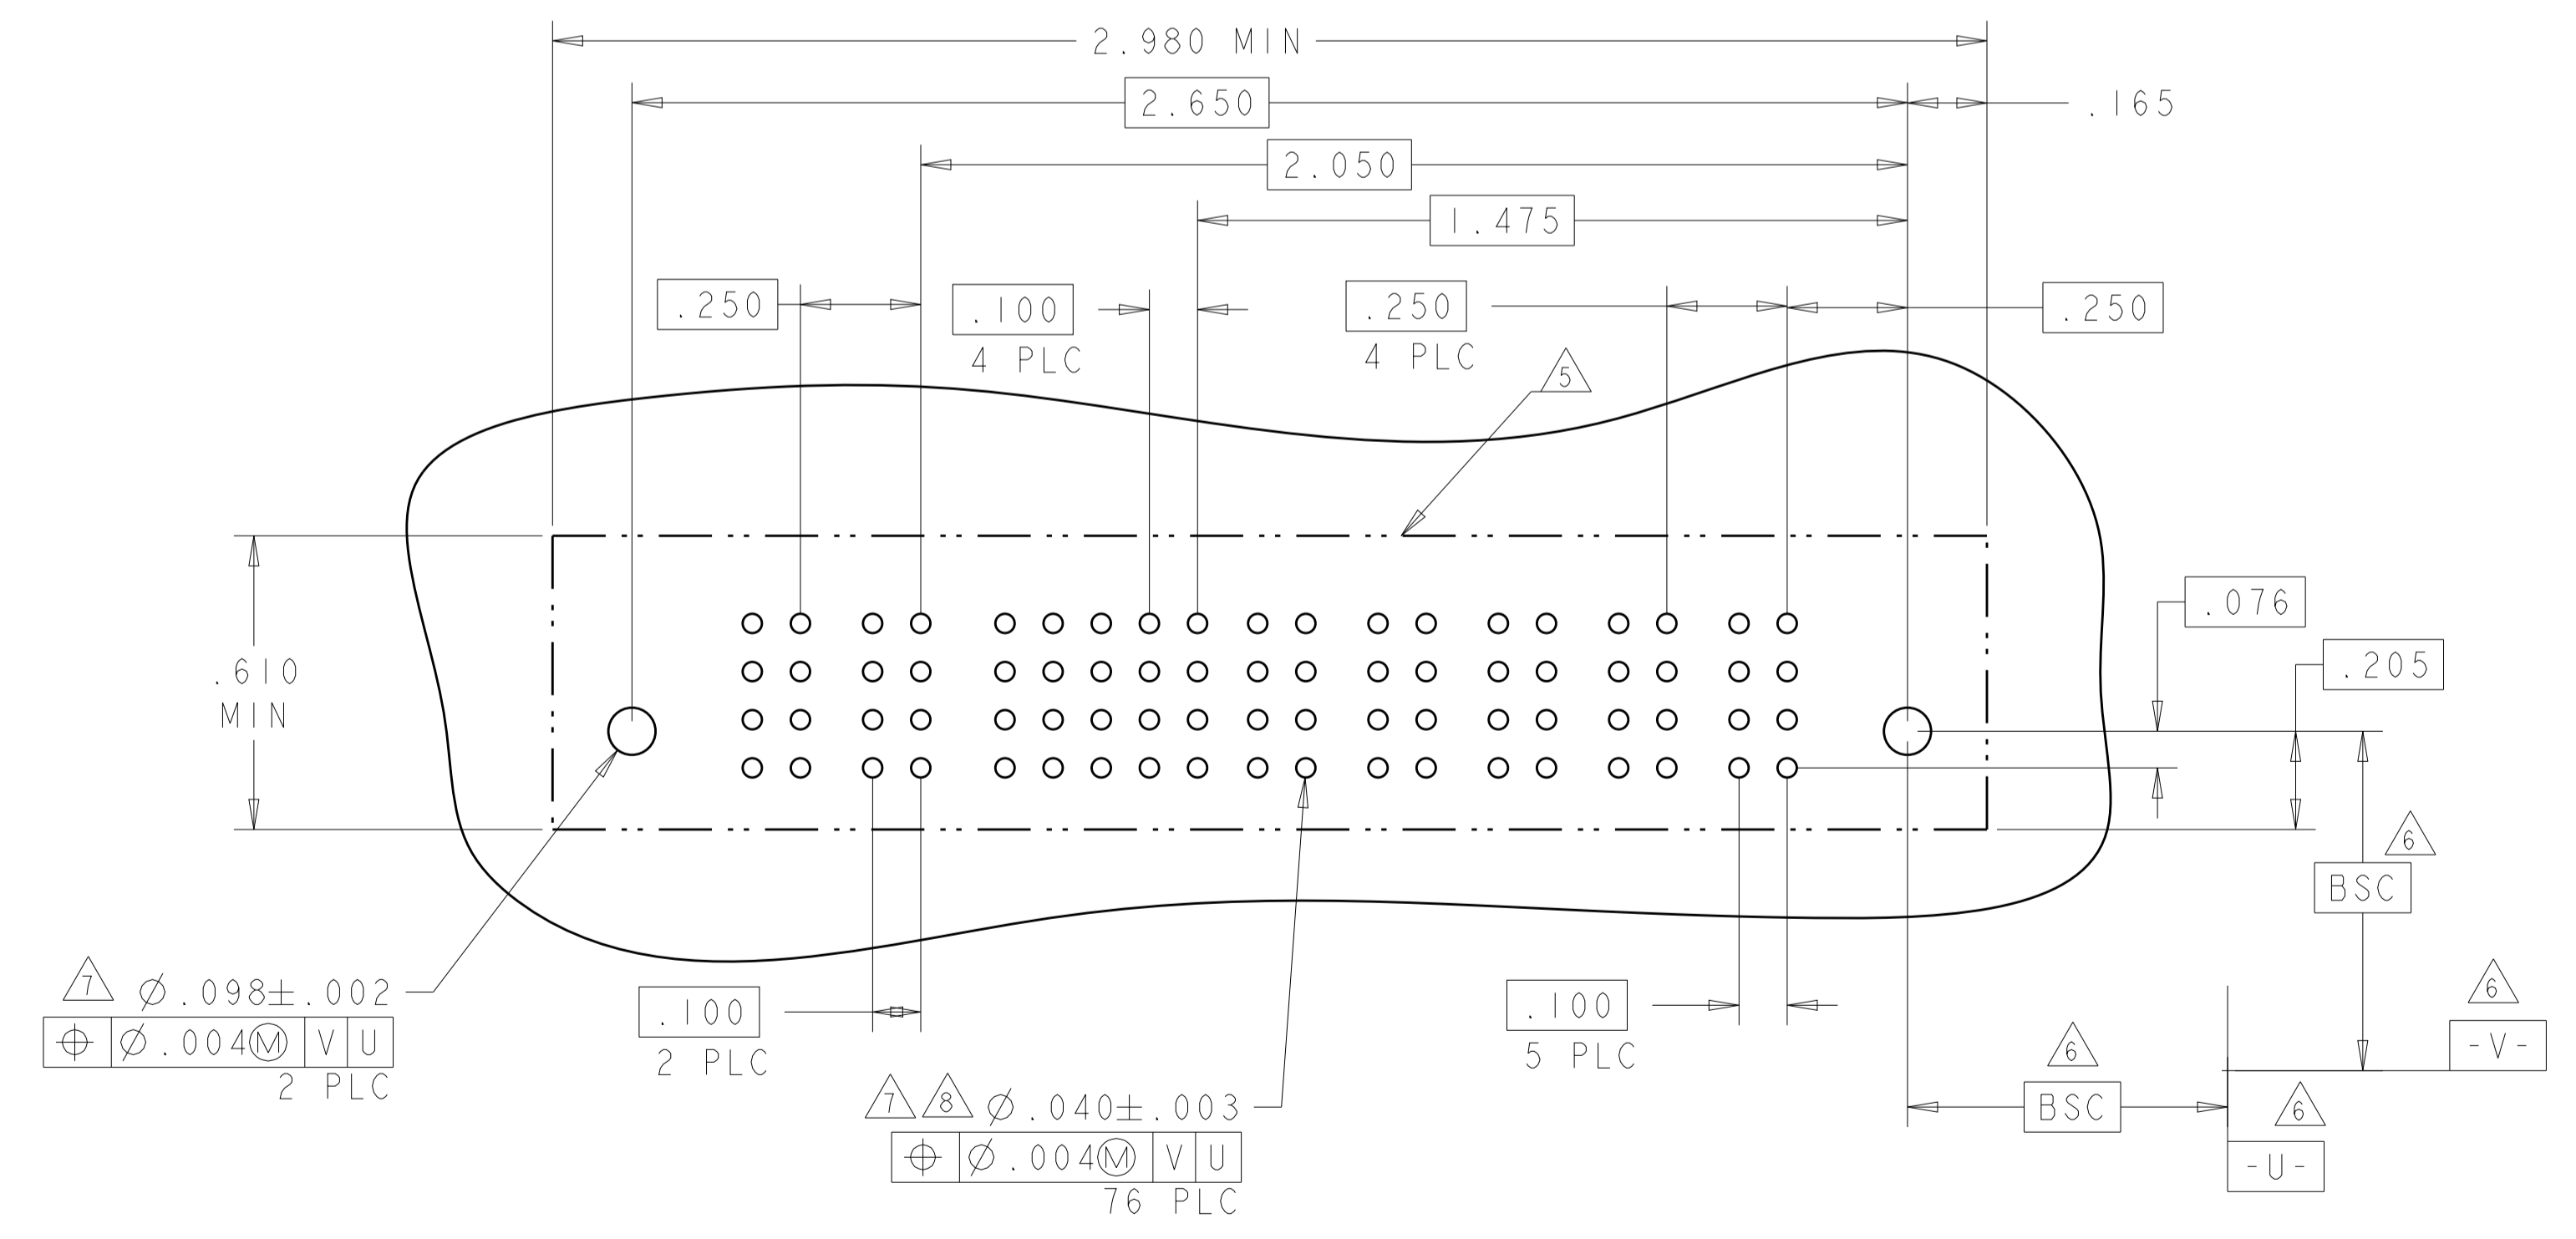 2.980 MIN
2.650
.165
2.050
1.475
.250
.100
4 PLC
.250
4 PLC
.250
5
.076
.205
.610
MIN
6
BSC
7 Ø.098±.002
⌖ Ø.004Ⓜ V U
2 PLC
.100
2 PLC
.100
5 PLC
6
-V-
6
BSC
6
-U-
7 8 Ø.040±.003
⌖ Ø.004Ⓜ V U
76 PLC